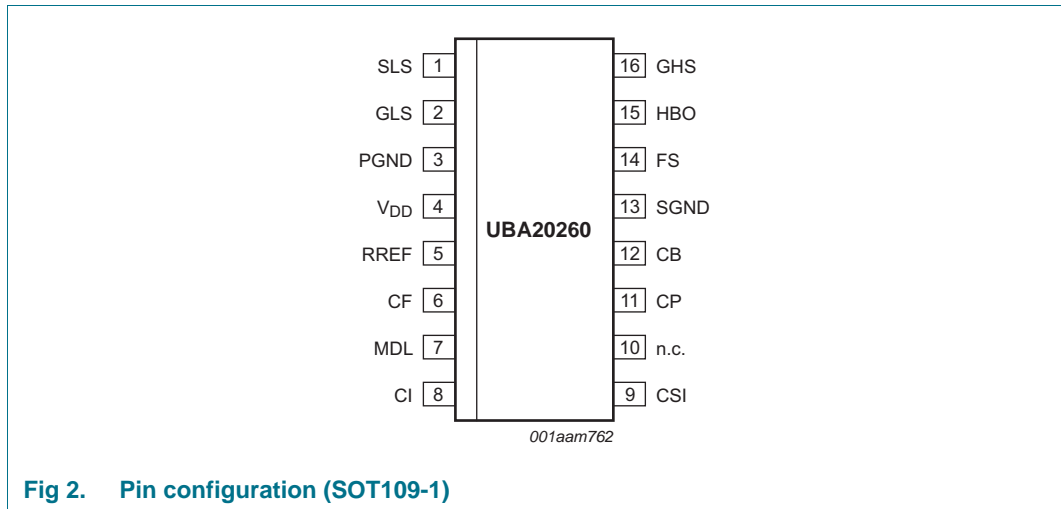 SLS 1 16 GHS
GLS 2 15 HBO
PGND 3 14 FS
VDD 4 13 SGND
UBA20260
RREF 5 12 CB
CF 6 11 CP
MDL 7 10 n.c.
CI 8 9 CSI
001aam762
Fig 2. Pin configuration (SOT109-1)